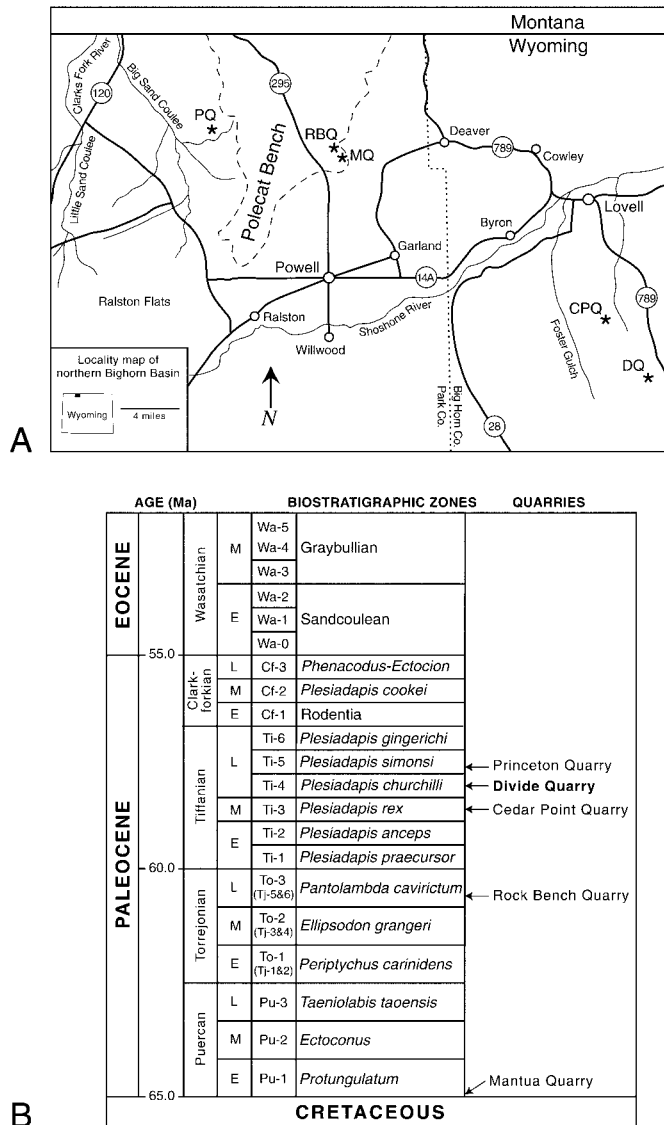 A
Montana
Wyoming
Clarks Fork River
Big Sand Coulee
120
295
PQ
Polecat Bench
RBQ
MQ
Deaver
789
Cowley
Little Sand Coulee
Lovell
Byron
Garland
Powell
14A
789
Ralston Flats
Ralston
Shoshone River
CPQ
Foster Gulch
Willwood
DQ
Locality map of
northern Bighorn Basin
Wyoming
4 miles
N
Big Horn Co.
Park Co.
28
B
AGE (Ma) BIOSTRATIGRAPHIC ZONES QUARRIES
EOCENE
Wasatchian
M
Wa-5
Wa-4 Graybullian
Wa-3
E
Wa-2
Wa-1 Sandcoulean
Wa-0
55.0
PALEOCENE
Clark-
forkian
L Cf-3 Phenacodus-Ectocion
M Cf-2 Plesiadapis cookei
E Cf-1 Rodentia
Tiffanian
Ti-6 Plesiadapis gingerichi
L Ti-5 Plesiadapis simonsi Princeton Quarry
Ti-4 Plesiadapis churchilli Divide Quarry
M Ti-3 Plesiadapis rex Cedar Point Quarry
E Ti-2 Plesiadapis anceps
Ti-1 Plesiadapis praecursor
60.0
Torrejonian
L To-3 (Tj-5&6) Pantolambda cavirictum Rock Bench Quarry
M To-2 (Tj-3&4) Ellipsodon grangeri
E To-1 (Tj-1&2) Periptychus carinidens
Puercan
L Pu-3 Taeniolabis taoensis
M Pu-2 Ectoconus
E Pu-1 Protungulatum Mantua Quarry
65.0
CRETACEOUS